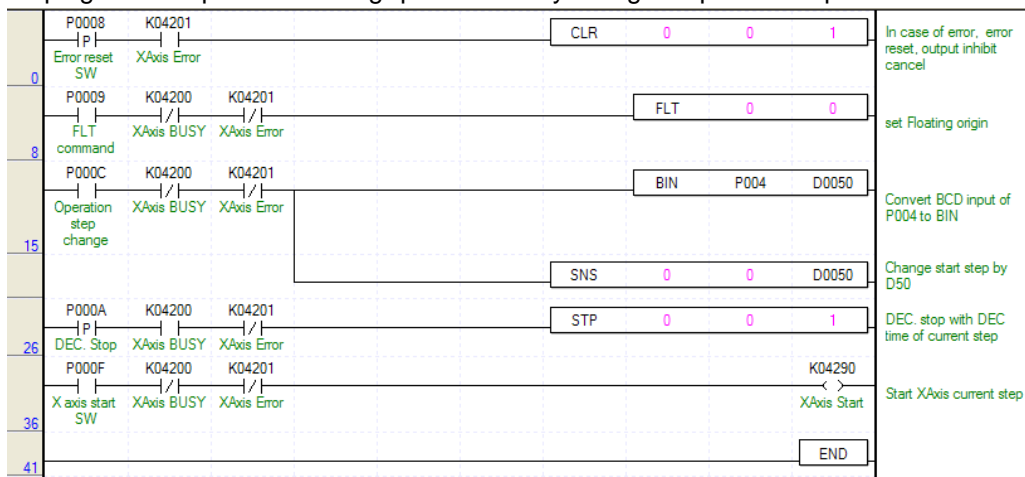 P0008 K04201
P
CLR 0 0 1
Error reset
SW
XAxis Error
In case of error, error
reset, output inhibit
cancel
0
P0009 K04200 K04201
FLT 0 0
FLT
command
XAxis BUSY XAxis Error
set Floating origin
8
P000C K04200 K04201
BIN P004 D0050
Operation
step
change
XAxis BUSY XAxis Error
Convert BCD input of
P004 to BIN
15
SNS 0 0 D0050
Change start step by
D50
P000A K04200 K04201
P
STP 0 0 1
DEC. Stop XAxis BUSY XAxis Error
DEC. stop with DEC
time of current step
26
P000F K04200 K04201 K04290
X axis start
SW
XAxis BUSY XAxis Error XAxis Start
Start XAxis current step
36
END
41